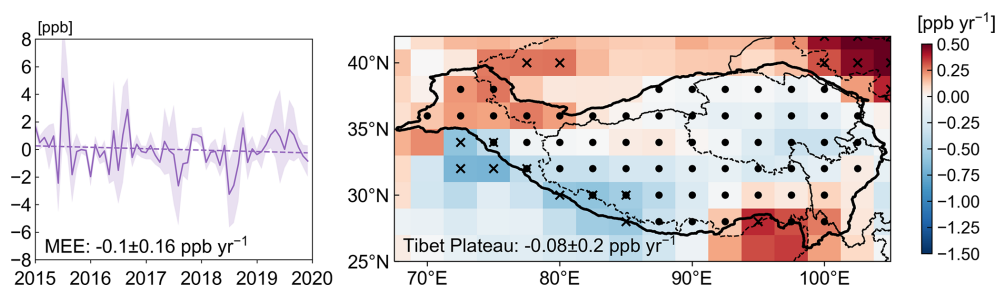 [ppb]
8
6
4
2
0
−2
−4
−6
−8
MEE: -0.1±0.16 ppb yr⁻¹
2015 2016 2017 2018 2019 2020
40°N
35°N
30°N
25°N
Tibet Plateau: -0.08±0.2 ppb yr⁻¹
70°E 80°E 90°E 100°E
[ppb yr⁻¹]
0.50
0.25
0.00
−0.25
−0.50
−0.75
−1.00
−1.25
−1.50